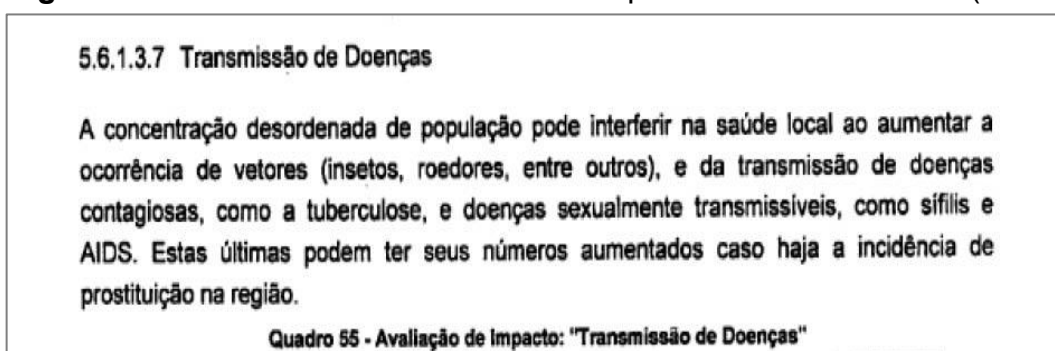 5.6.1.3.7 Transmissão de Doenças
A concentração desordenada de população pode interferir na saúde local ao aumentar a
ocorrência de vetores (insetos, roedores, entre outros), e da transmissão de doenças
contagiosas, como a tuberculose, e doenças sexualmente transmissíveis, como sífilis e
AIDS. Estas últimas podem ter seus números aumentados caso haja a incidência de
prostituição na região.
Quadro 55 - Avaliação de Impacto: "Transmissão de Doenças"